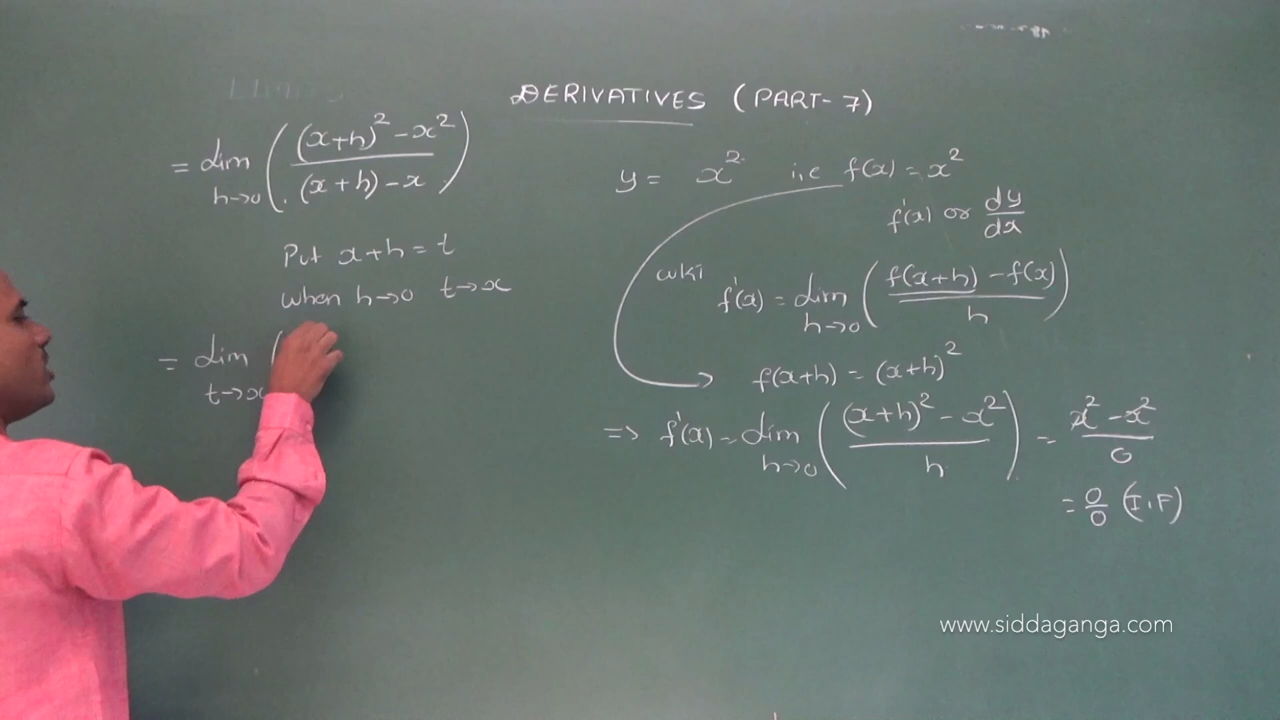 DERIVATIVES (PART-7)
= lim h→0 ( (x+h)² - x² / (x+h) - x )
Put x+h = t
When h→0 t→x
= lim t→x (
y = x² i,e f(x) = x²
f'(x) or dy/dx
wkt
f'(x) = lim h→0 ( f(x+h) - f(x) / h )
f(x+h) = (x+h)²
=> f'(x) = lim h→0 ( (x+h)² - x² / h ) = x² - x² / 0
= 0/0 (I.F)
www.siddaganga.com